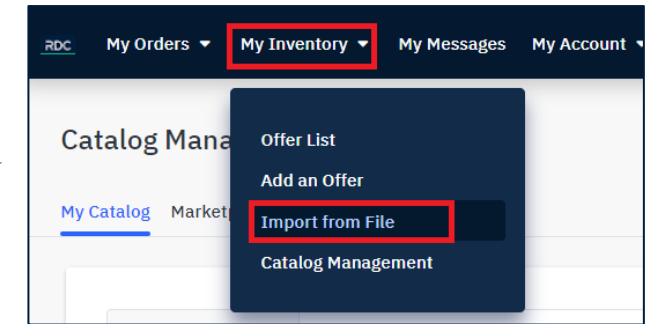 RDC My Orders My Inventory My Messages My Account
Catalog Mana
Offer List
Add an Offer
My Catalog Market
Import from File
Catalog Management